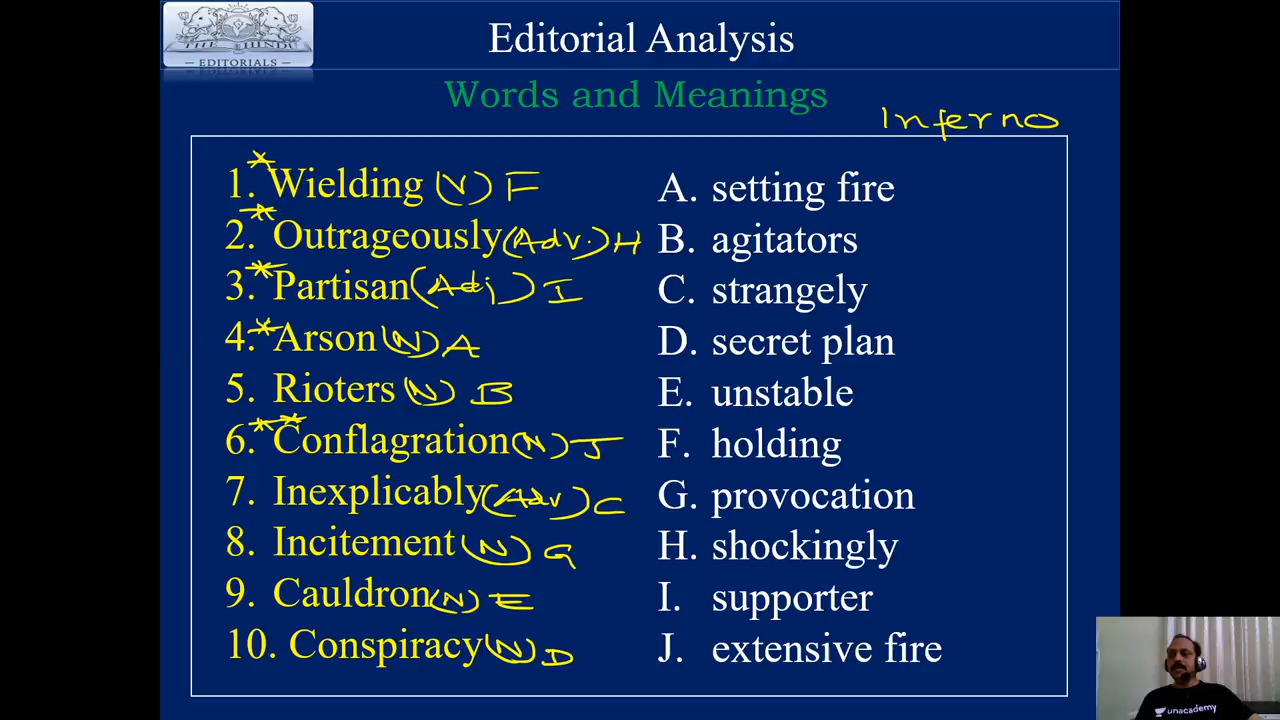 THE HINDU
— EDITORIALS —
Editorial Analysis
Words and Meanings
Inferno
1. *Wielding (N) F
A. setting fire
2. *Outrageously (Adv.) H
B. agitators
3. *Partisan (Adj) I
C. strangely
4. *Arson (N) A
D. secret plan
5. Rioters (N) B
E. unstable
6. **Conflagration (N) J
F. holding
7. Inexplicably (Adv) C
G. provocation
8. Incitement (N) G
H. shockingly
9. Cauldron (N) E
I. supporter
10. Conspiracy (N) D
J. extensive fire
unacademy